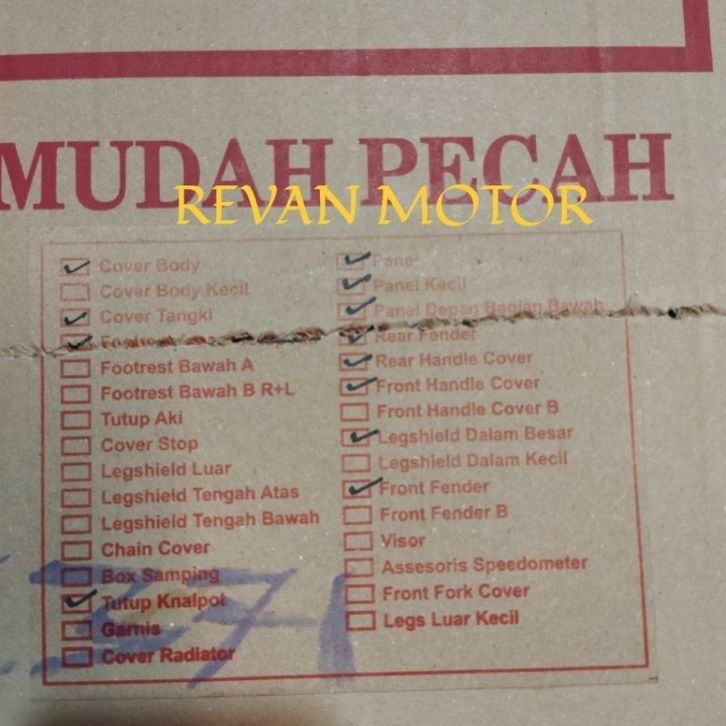 MUDAH PECAH
REVAN MOTOR
Cover Body
Cover Body Kecil
Cover Tangki
Footrest Bawah A
Footrest Bawah B R+L
Tutup Aki
Cover Stop
Legshield Luar
Legshield Tengah Atas
Legshield Tengah Bawah
Chain Cover
Box Samping
Tutup Knalpot
Garnis
Cover Radiator
Panel
Panel Kecil
Panel Depan Bagian Bawah
Rear Fender
Rear Handle Cover
Front Handle Cover
Front Handle Cover B
Legshield Dalam Besar
Legshield Dalam Kecil
Front Fender
Front Fender B
Visor
Assesoris Speedometer
Front Fork Cover
Legs Luar Kecil